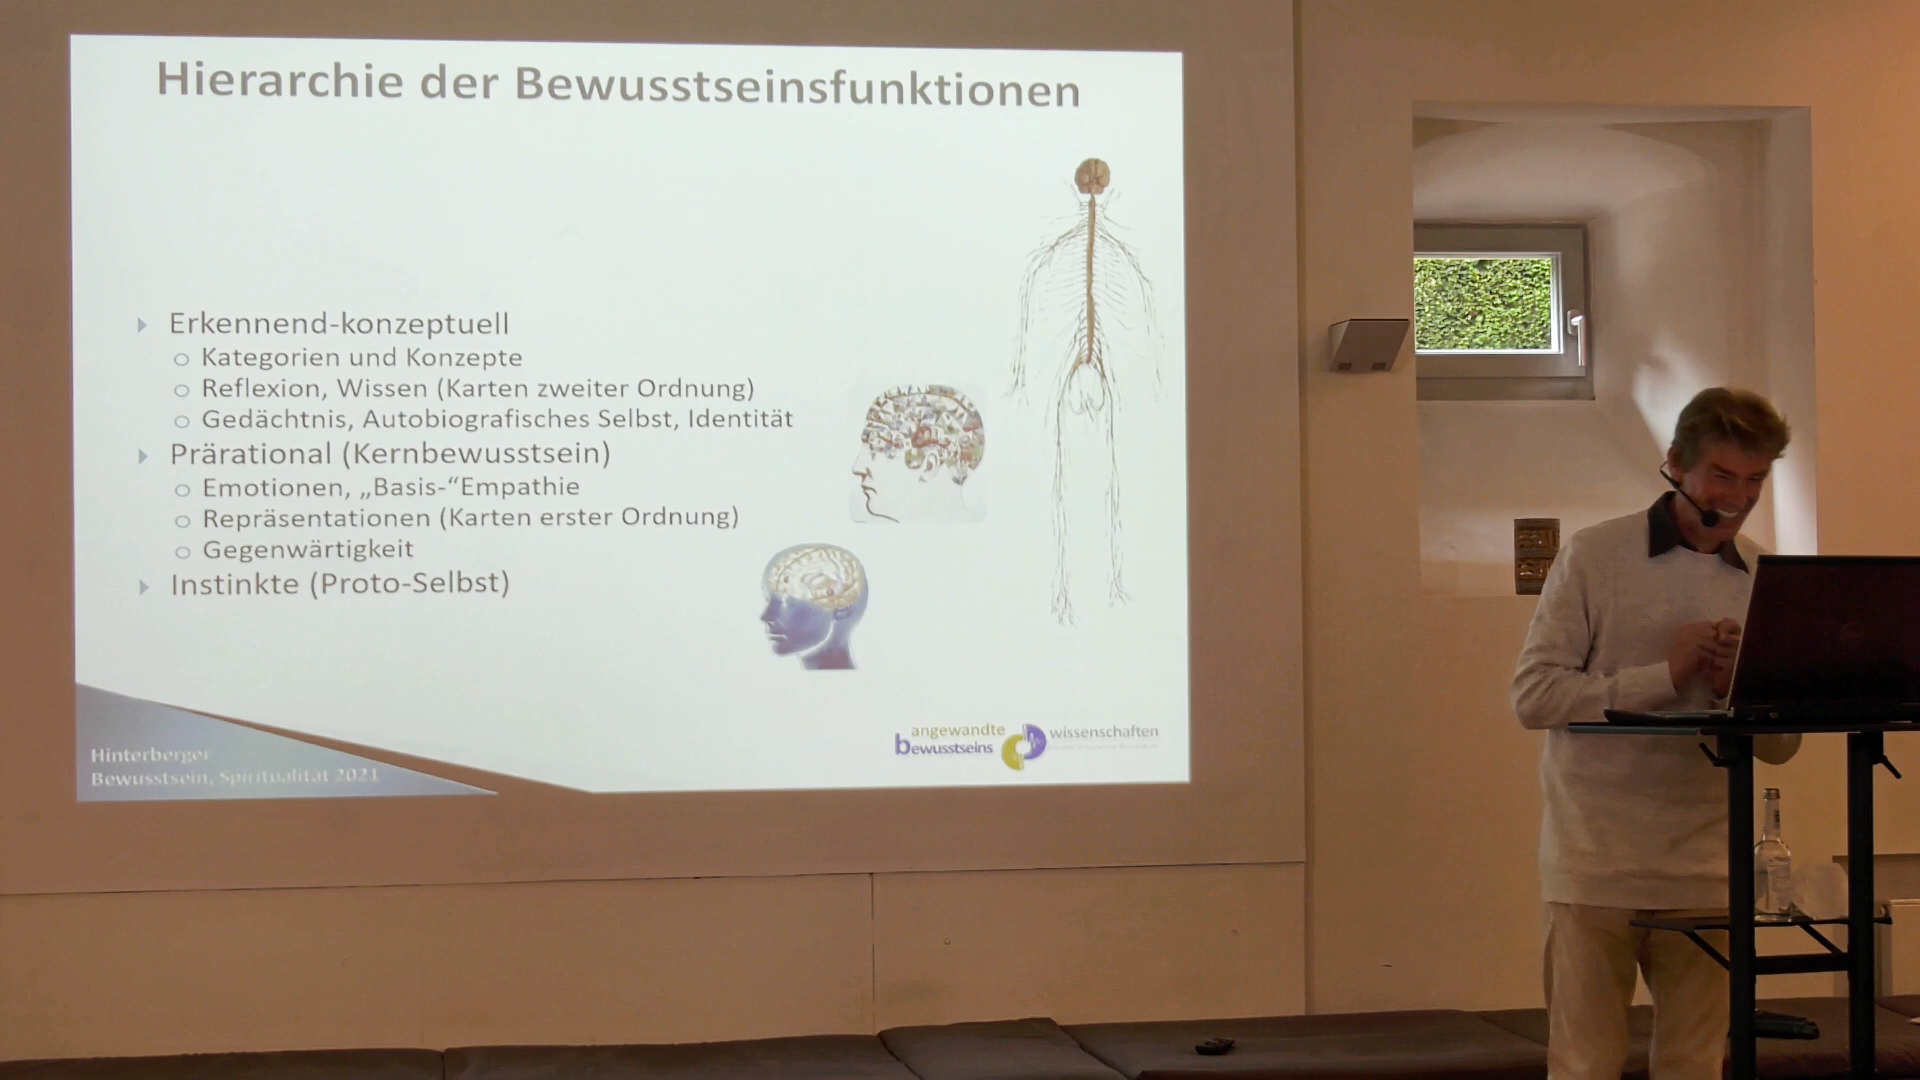 Hierarchie der Bewusstseinsfunktionen
Erkennend-konzeptuell
Kategorien und Konzepte
Reflexion, Wissen (Karten zweiter Ordnung)
Gedächtnis, Autobiografisches Selbst, Identität
Prärational (Kernbewusstsein)
Emotionen, „Basis-“Empathie
Repräsentationen (Karten erster Ordnung)
Gegenwärtigkeit
Instinkte (Proto-Selbst)
Hinterberger
Bewusstsein, Spiritualität 2021
angewandte
bewusstseins
wissenschaften